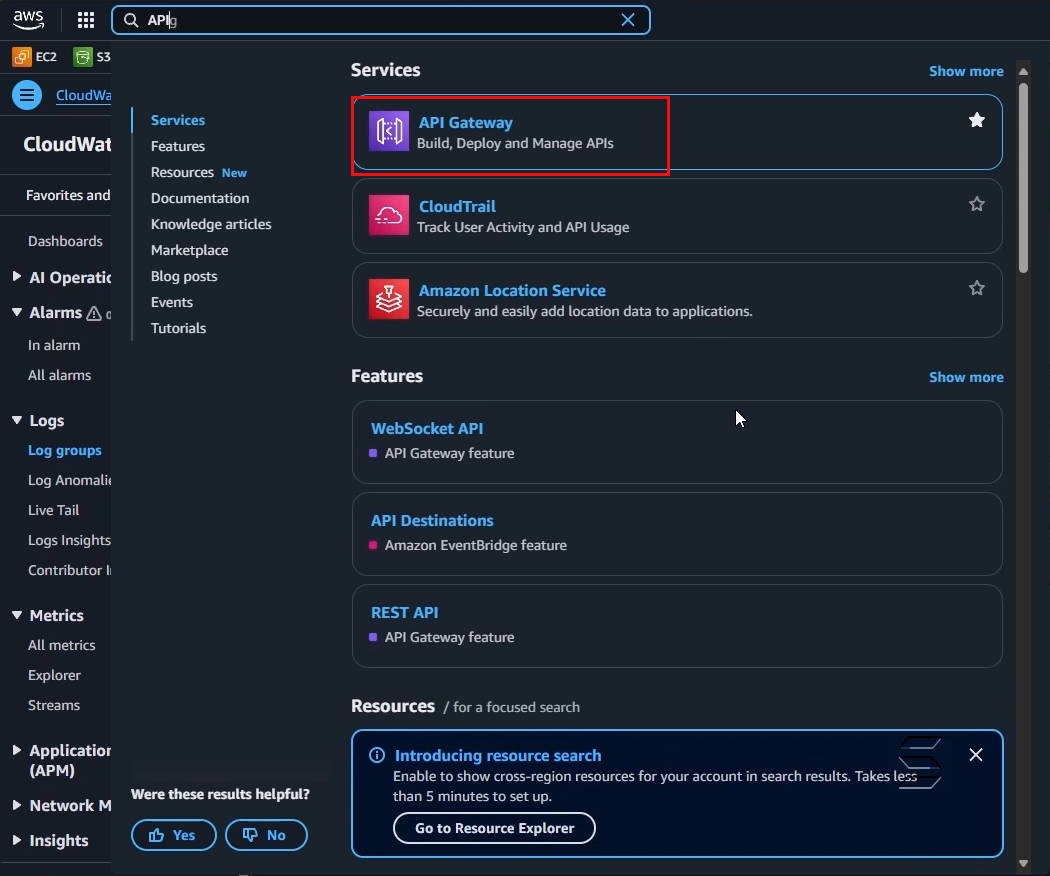 aws
APIg
EC2
S3
CloudWa
CloudWat
Favorites and
Dashboards
AI Operatic
Alarms
In alarm
All alarms
Logs
Log groups
Log Anomalie
Live Tail
Logs Insights
Contributor I
Metrics
All metrics
Explorer
Streams
Application
(APM)
Network M
Insights
Services
Features
Resources New
Documentation
Knowledge articles
Marketplace
Blog posts
Events
Tutorials
Were these results helpful?
Yes
No
Services
Show more
API Gateway
Build, Deploy and Manage APIs
CloudTrail
Track User Activity and API Usage
Amazon Location Service
Securely and easily add location data to applications.
Features
Show more
WebSocket API
API Gateway feature
API Destinations
Amazon EventBridge feature
REST API
API Gateway feature
Resources / for a focused search
Introducing resource search
Enable to show cross-region resources for your account in search results. Takes less
than 5 minutes to set up.
Go to Resource Explorer